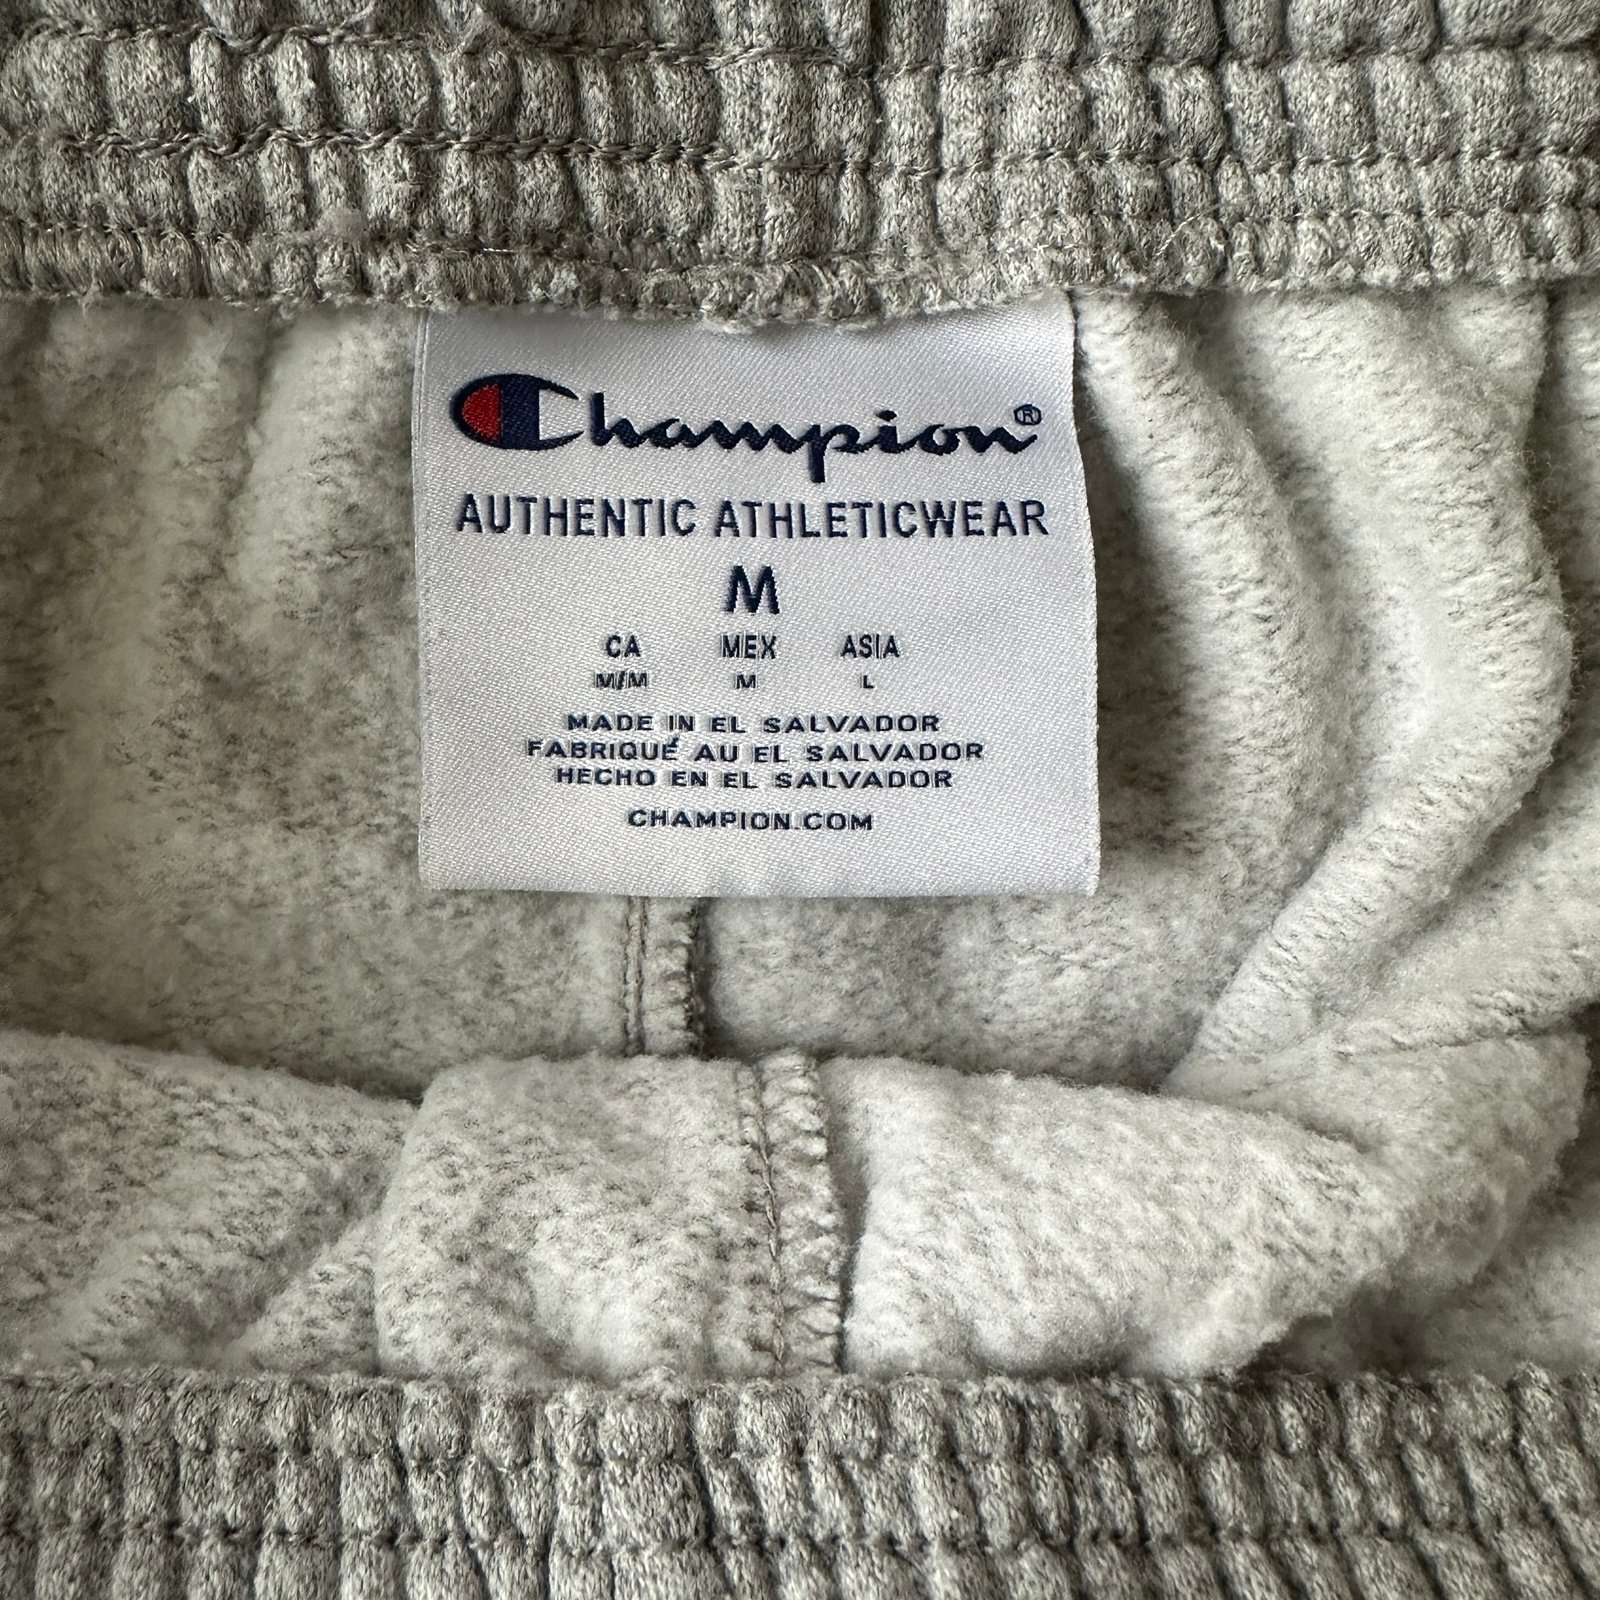 Champion®
AUTHENTIC ATHLETICWEAR
M
CA MEX ASIA
M/M M L
MADE IN EL SALVADOR
FABRIQUÉ AU EL SALVADOR
HECHO EN EL SALVADOR
CHAMPION.COM